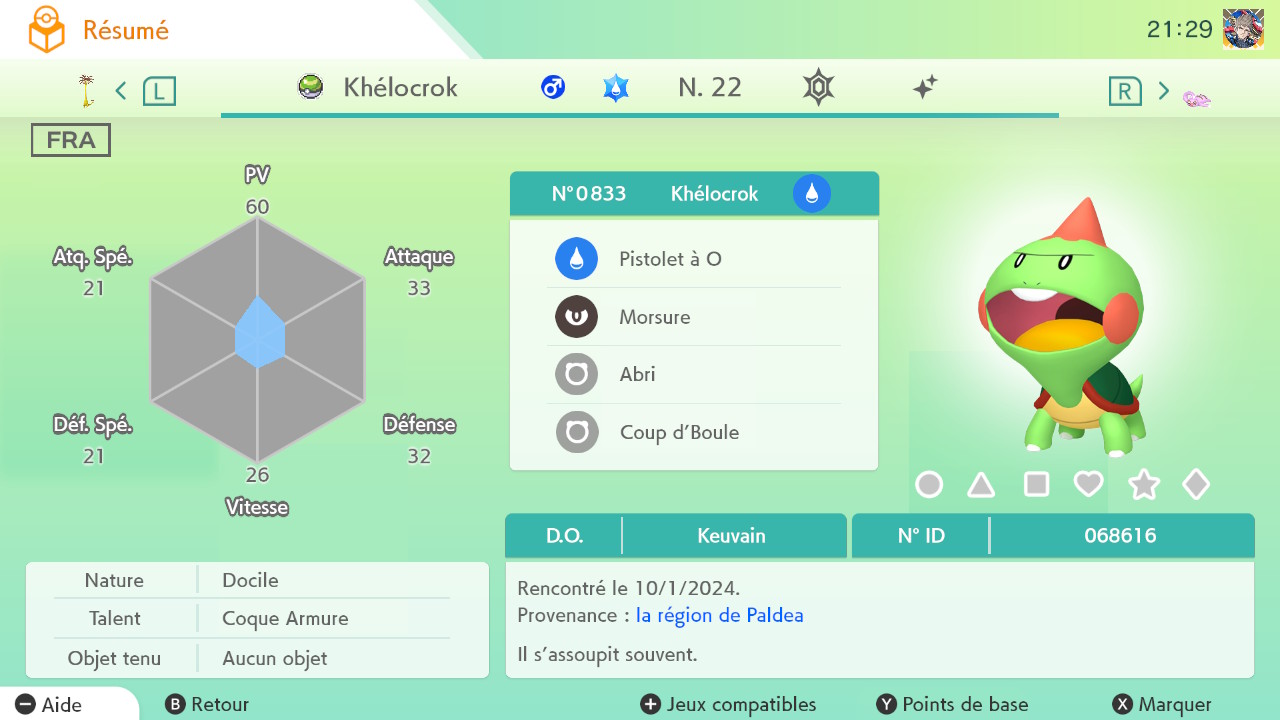 Résumé
21:29
L
Khélocrok
N. 22
R
FRA
PV
60
Atq. Spé.
21
Attaque
33
Déf. Spé.
21
Défense
32
26
Vitesse
N°0833 Khélocrok
Pistolet à O
Morsure
Abri
Coup d'Boule
D.O. Keuvain
N° ID 068616
Rencontré le 10/1/2024.
Provenance : la région de Paldea
Il s'assoupit souvent.
Nature Docile
Talent Coque Armure
Objet tenu Aucun objet
Aide
B Retour
Jeux compatibles
Y Points de base
X Marquer